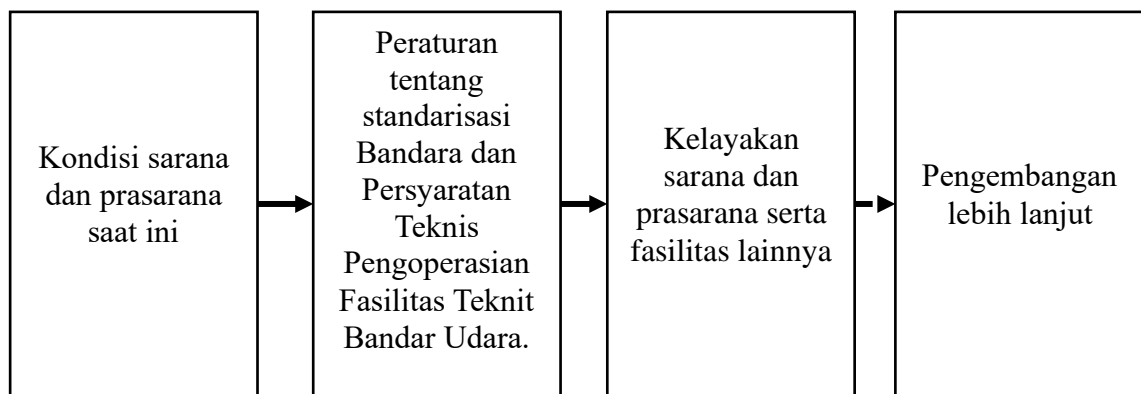 Kondisi sarana
dan prasarana
saat ini
Peraturan
tentang
standarisasi
Bandara dan
Persyaratan
Teknis
Pengoperasian
Fasilitas Teknit
Bandar Udara.
Kelayakan
sarana dan
prasarana serta
fasilitas lainnya
Pengembangan
lebih lanjut